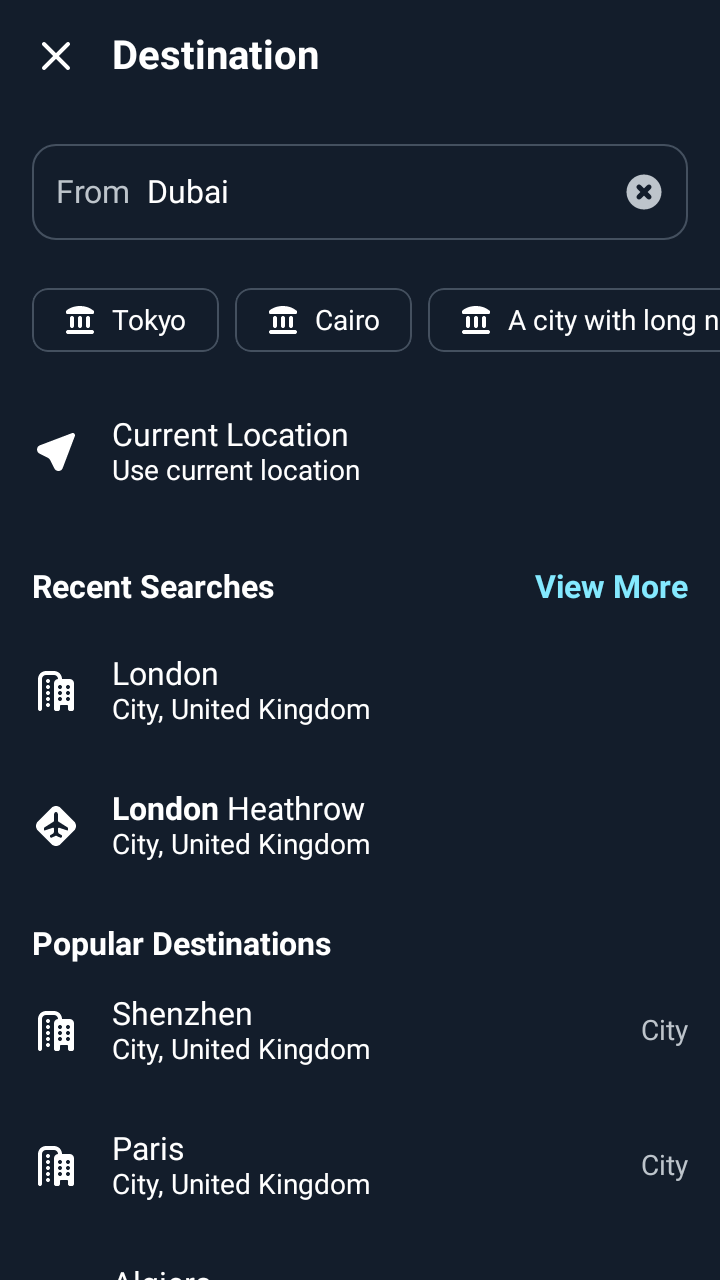 Destination
From Dubai
Tokyo Cairo A city with long n
Current Location
Use current location
Recent Searches View More
London
City, United Kingdom
London Heathrow
City, United Kingdom
Popular Destinations
Shenzhen
City, United Kingdom
City
Paris
City, United Kingdom
City